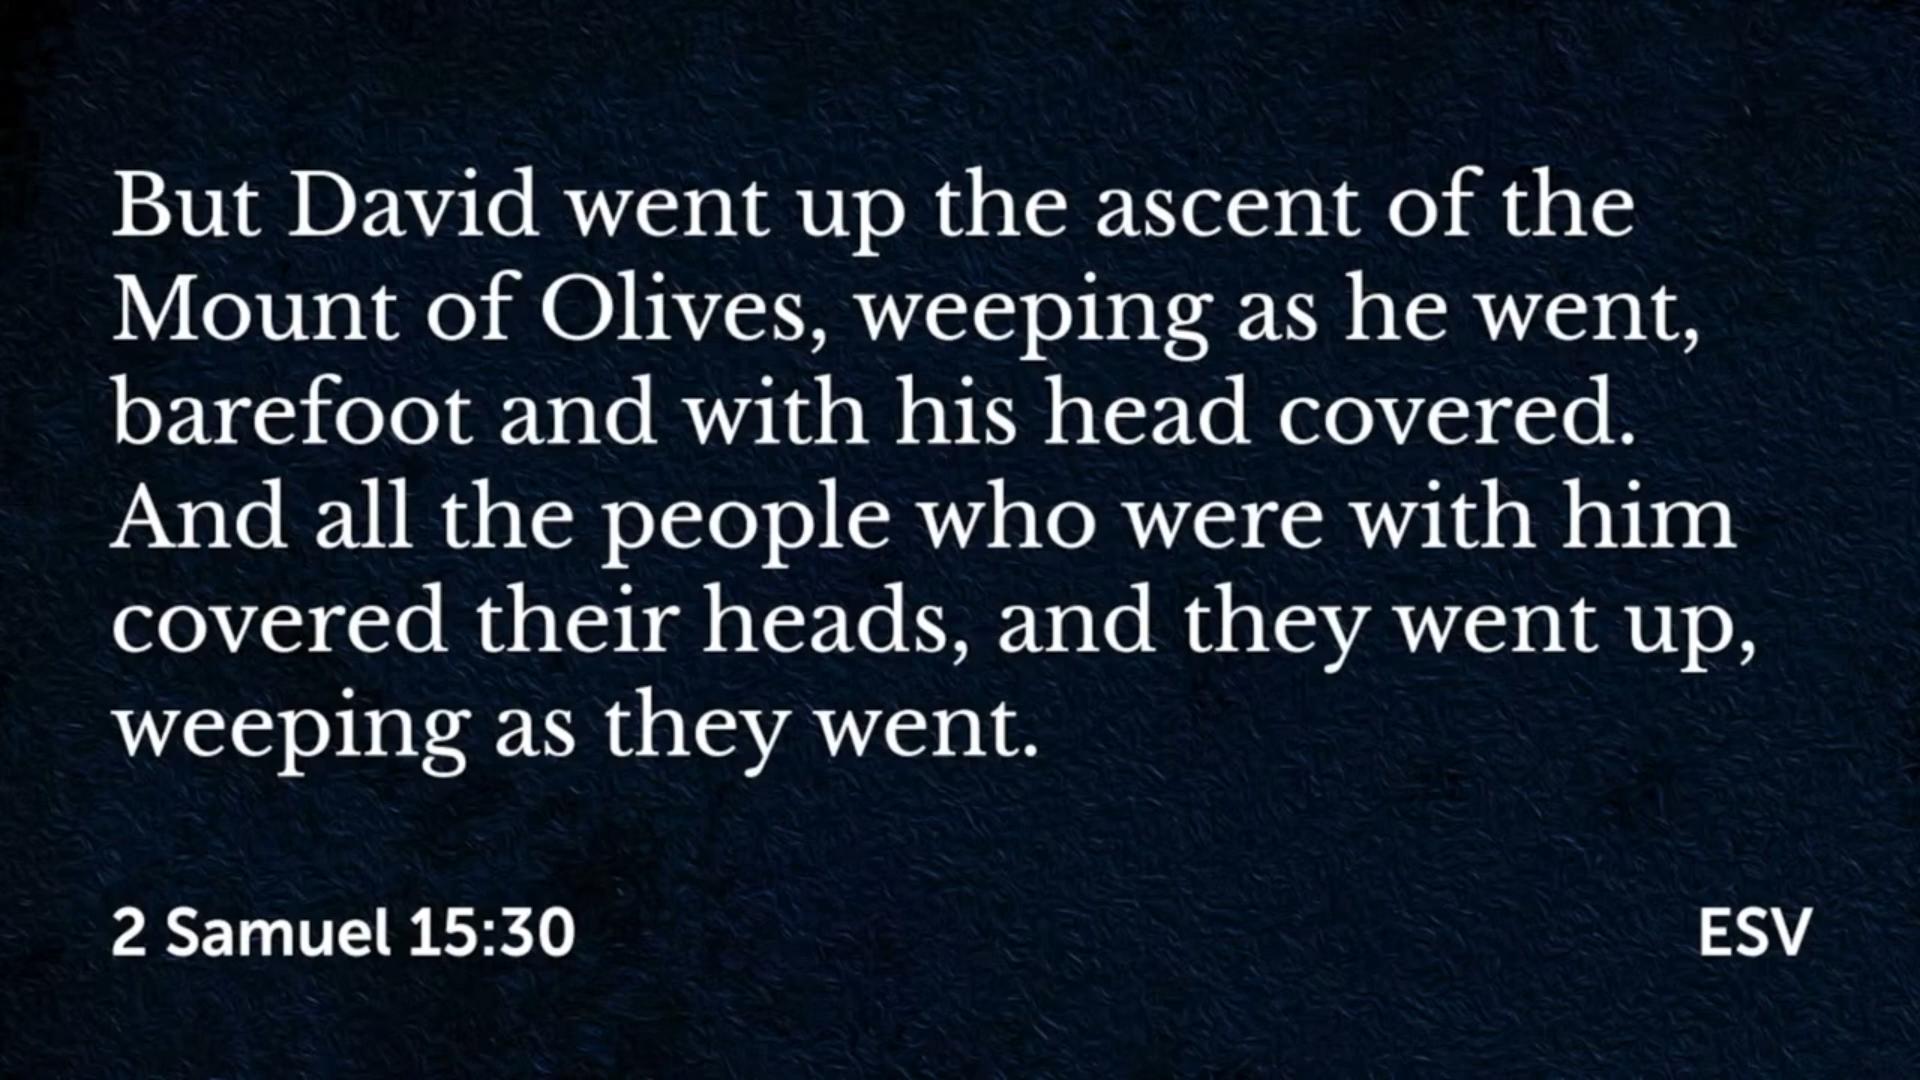 But David went up the ascent of the
Mount of Olives, weeping as he went,
barefoot and with his head covered.
And all the people who were with him
covered their heads, and they went up,
weeping as they went.
2 Samuel 15:30
ESV